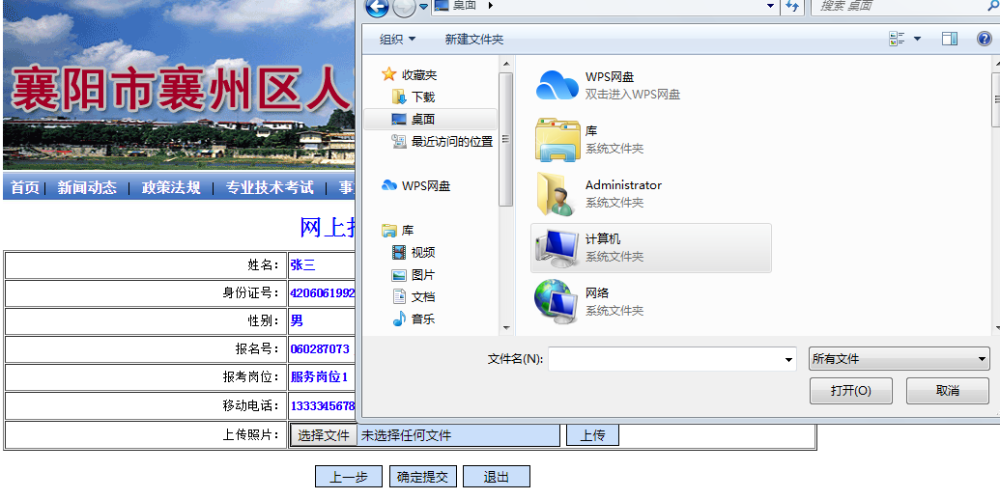 桌面
搜索 桌面
组织
新建文件夹
收藏夹
下载
桌面
最近访问的位置
WPS网盘
库
视频
图片
文档
音乐
WPS网盘
双击进入WPS网盘
库
系统文件夹
Administrator
系统文件夹
计算机
系统文件夹
网络
系统文件夹
文件名(N):
所有文件
打开(O)
取消
襄阳市襄州区人
首页 | 新闻动态 | 政策法规 | 专业技术考试 | 事
网上
姓名: 张三
身份证号: 4206061992
性别: 男
报名号: 060287073
报考岗位: 服务岗位1
移动电话: 1333345678
上传照片: 选择文件 未选择任何文件 上传
上一步 确定提交 退出